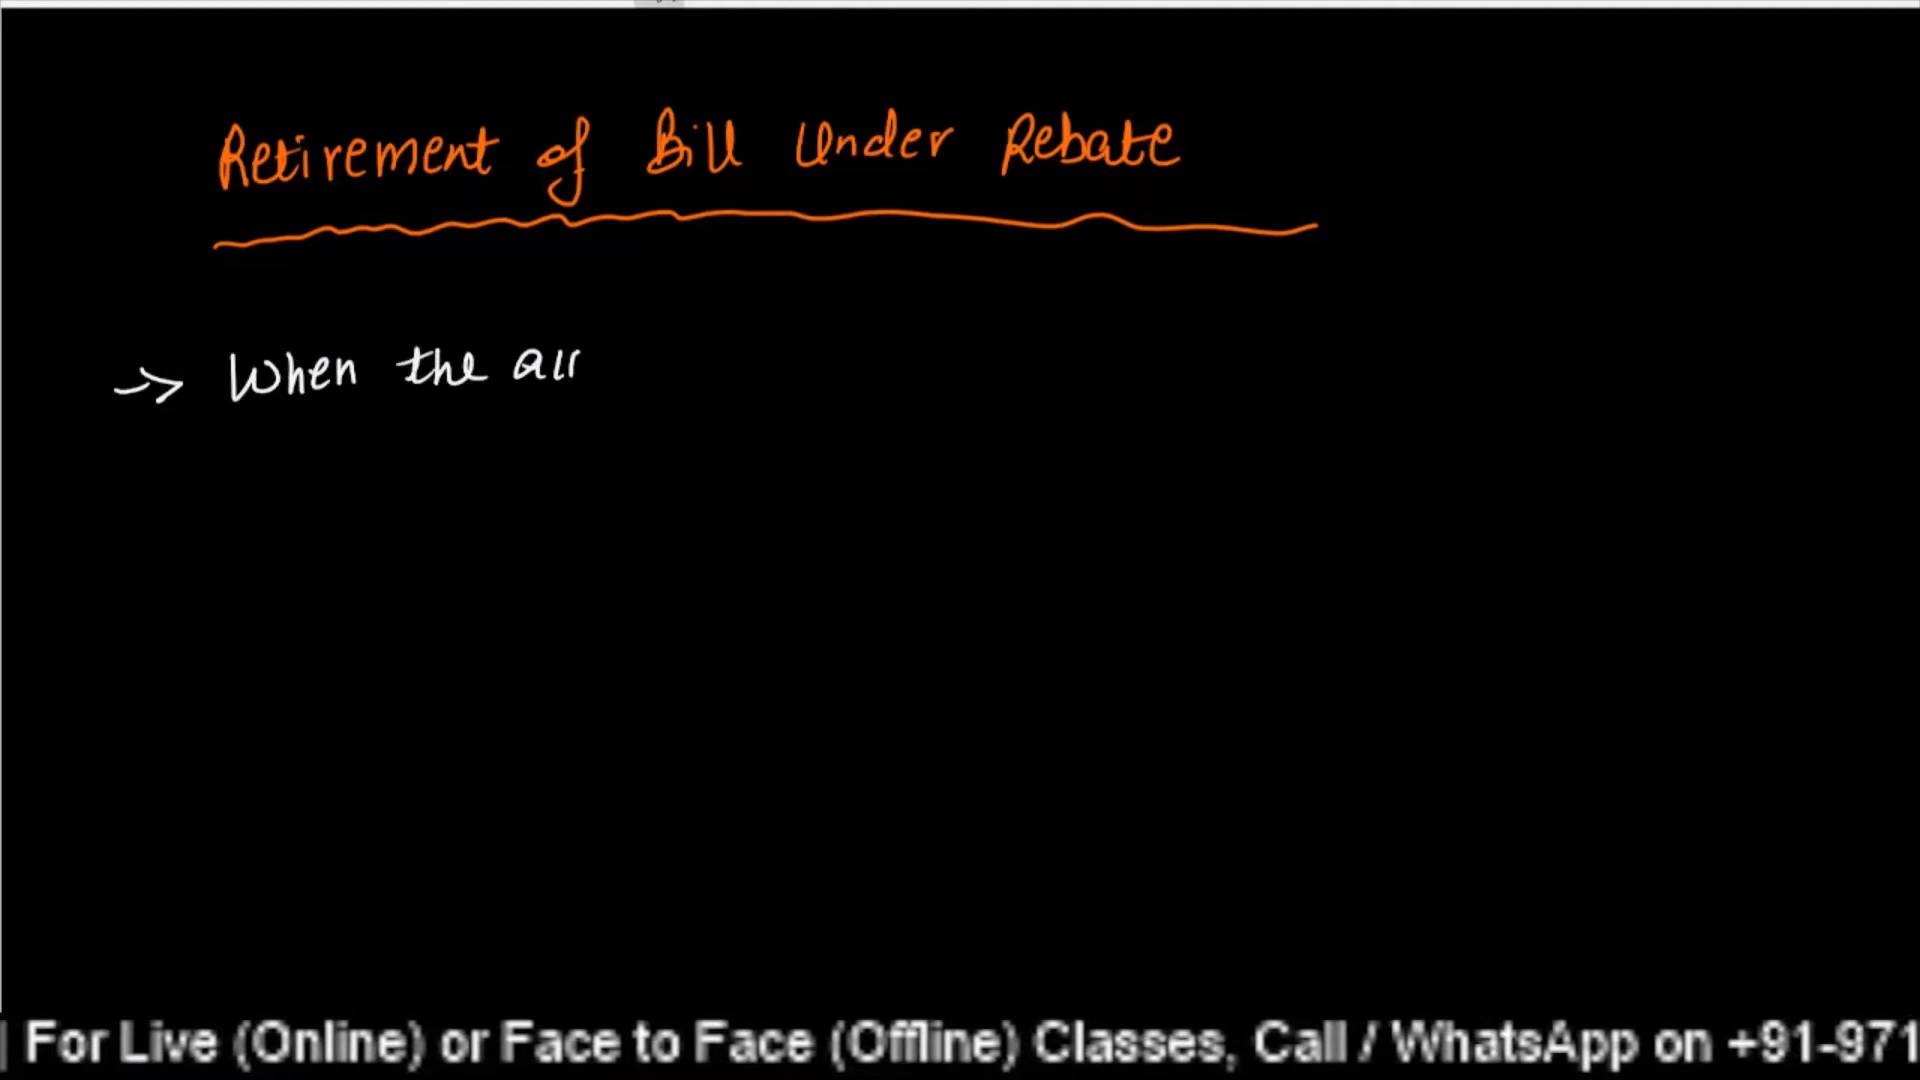 Retirement of Bill Under Rebate
-> When the
| For Live (Online) or Face to Face (Offline) Classes, Call / WhatsApp on +91-971